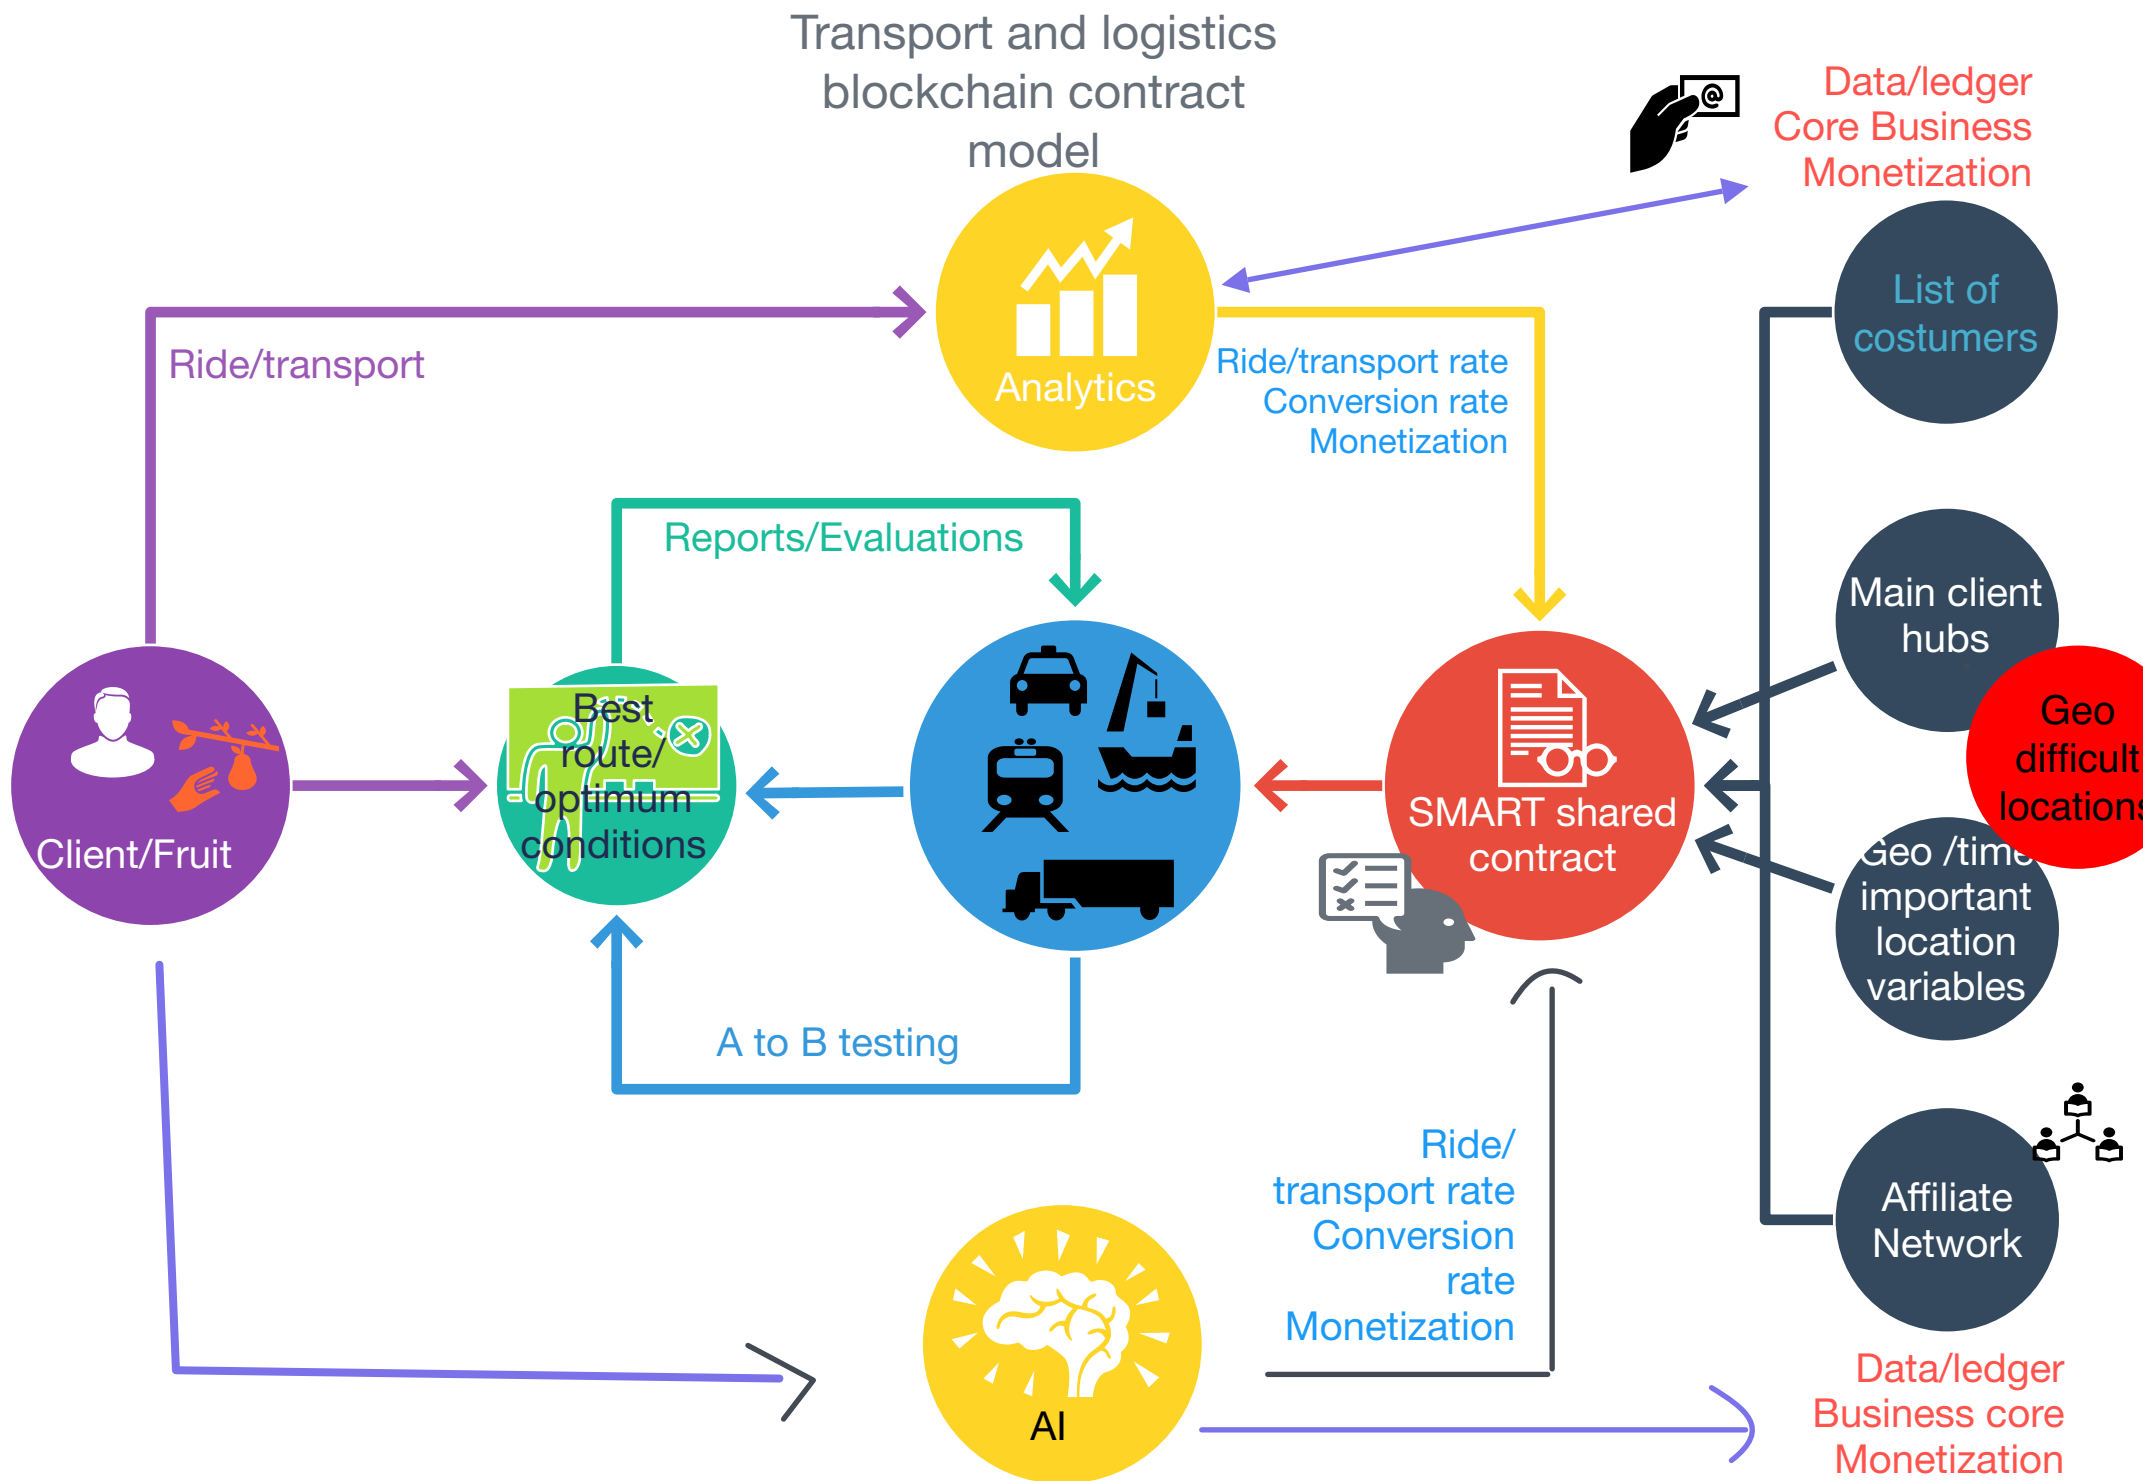 Transport and logistics
blockchain contract
model
Data/ledger
Core Business
Monetization
@
List of
costumers
Ride/transport
Analytics
Ride/transport rate
Conversion rate
Monetization
Reports/Evaluations
Main client
hubs
Geo
difficult
locations
Best
route/
optimum
conditions
Client/Fruit
SMART shared
contract
Geo /time
important
location
variables
A to B testing
Ride/
transport rate
Conversion
rate
Monetization
Affiliate
Network
AI
Data/ledger
Business core
Monetization